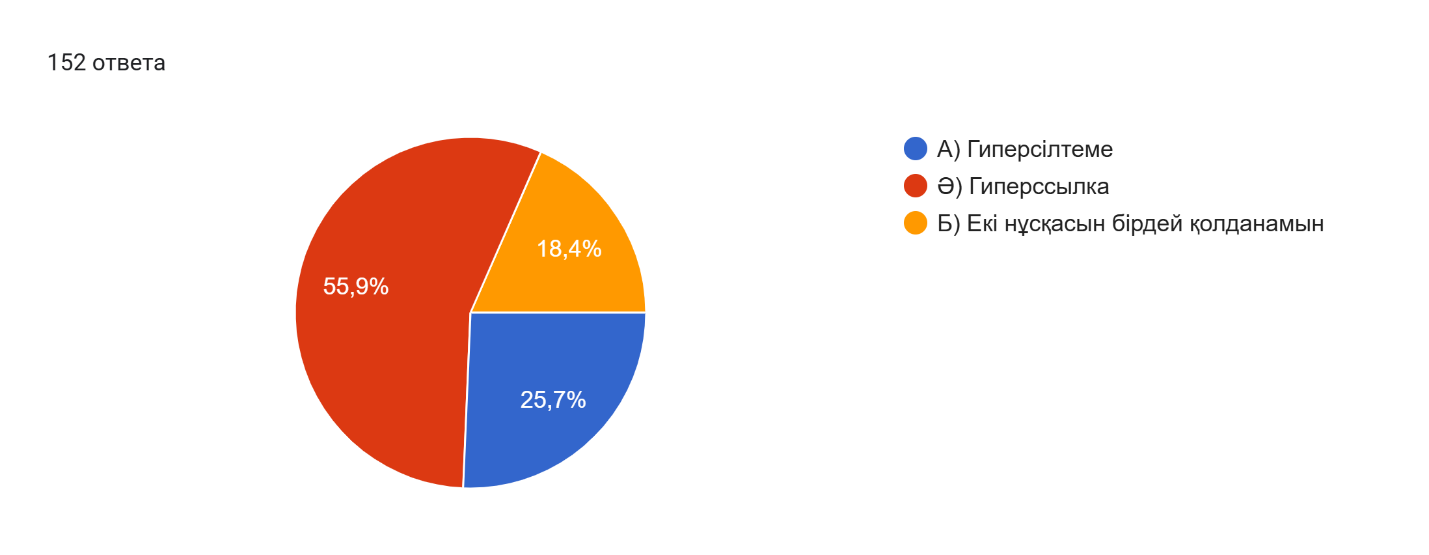 152 ответа
А) Гиперсілтеме
Ә) Гиперссылка
Б) Екі нұсқасын бірдей қолданамын
18,4%
55,9%
25,7%